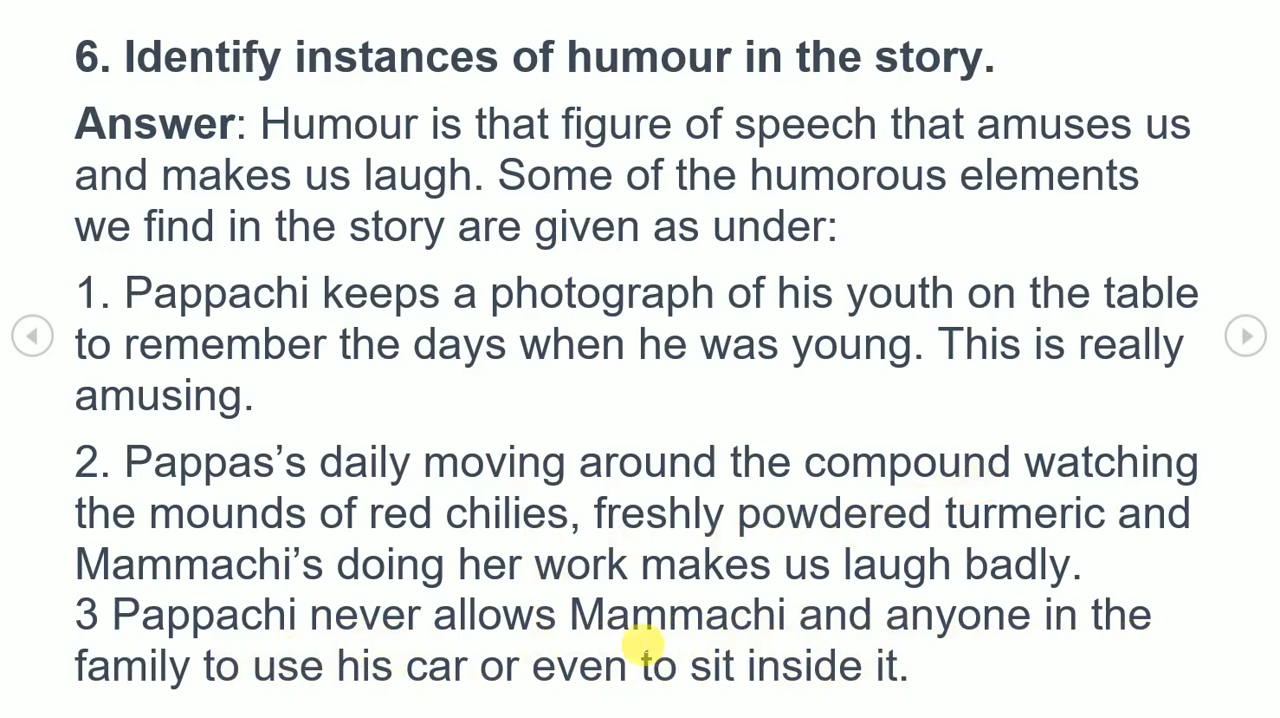 6. Identify instances of humour in the story.
Answer: Humour is that figure of speech that amuses us
and makes us laugh. Some of the humorous elements
we find in the story are given as under:
1. Pappachi keeps a photograph of his youth on the table
to remember the days when he was young. This is really
amusing.
2. Pappas’s daily moving around the compound watching
the mounds of red chilies, freshly powdered turmeric and
Mammachi’s doing her work makes us laugh badly.
3 Pappachi never allows Mammachi and anyone in the
family to use his car or even to sit inside it.